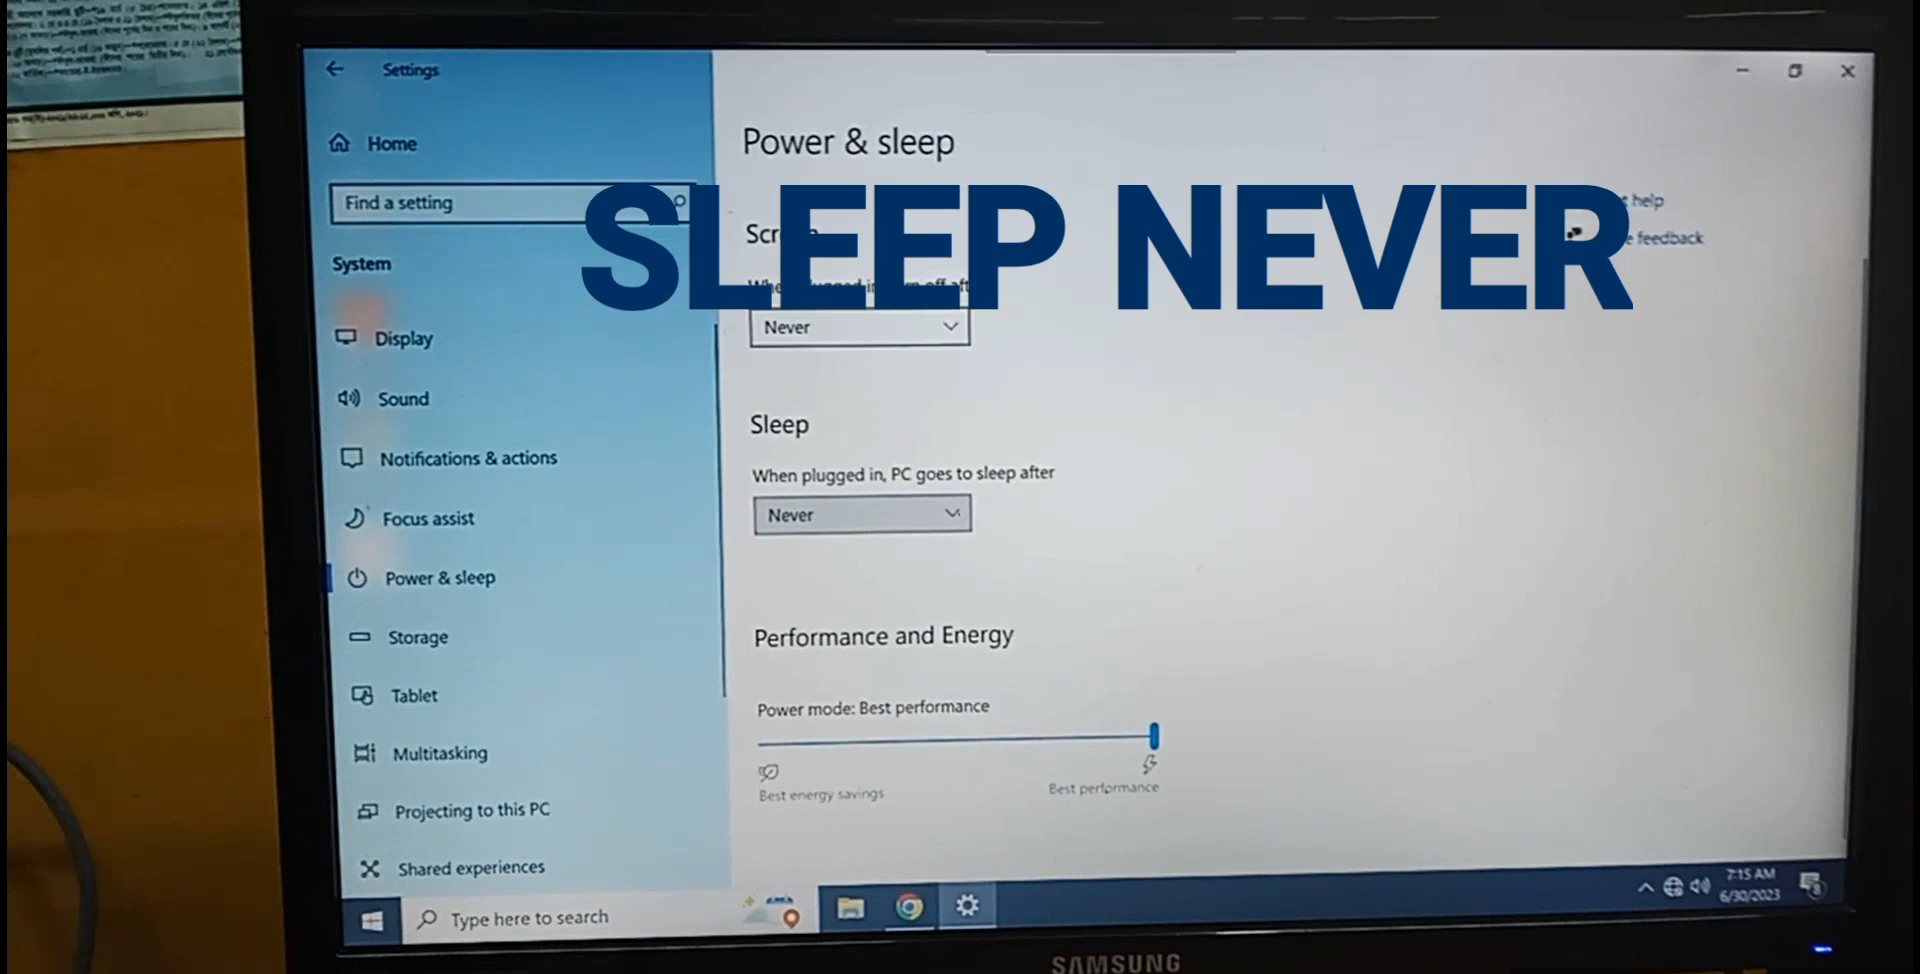 Settings
Home
Find a setting
System
Display
Sound
Notifications & actions
Focus assist
Power & sleep
Storage
Tablet
Multitasking
Projecting to this PC
Shared experiences
Power & sleep
SLEEP NEVER
help
feedback
Never
Sleep
When plugged in, PC goes to sleep after
Never
Performance and Energy
Power mode: Best performance
Best energy savings
Best performance
Type here to search
7:15 AM
6/30/2023
SAMSUNG